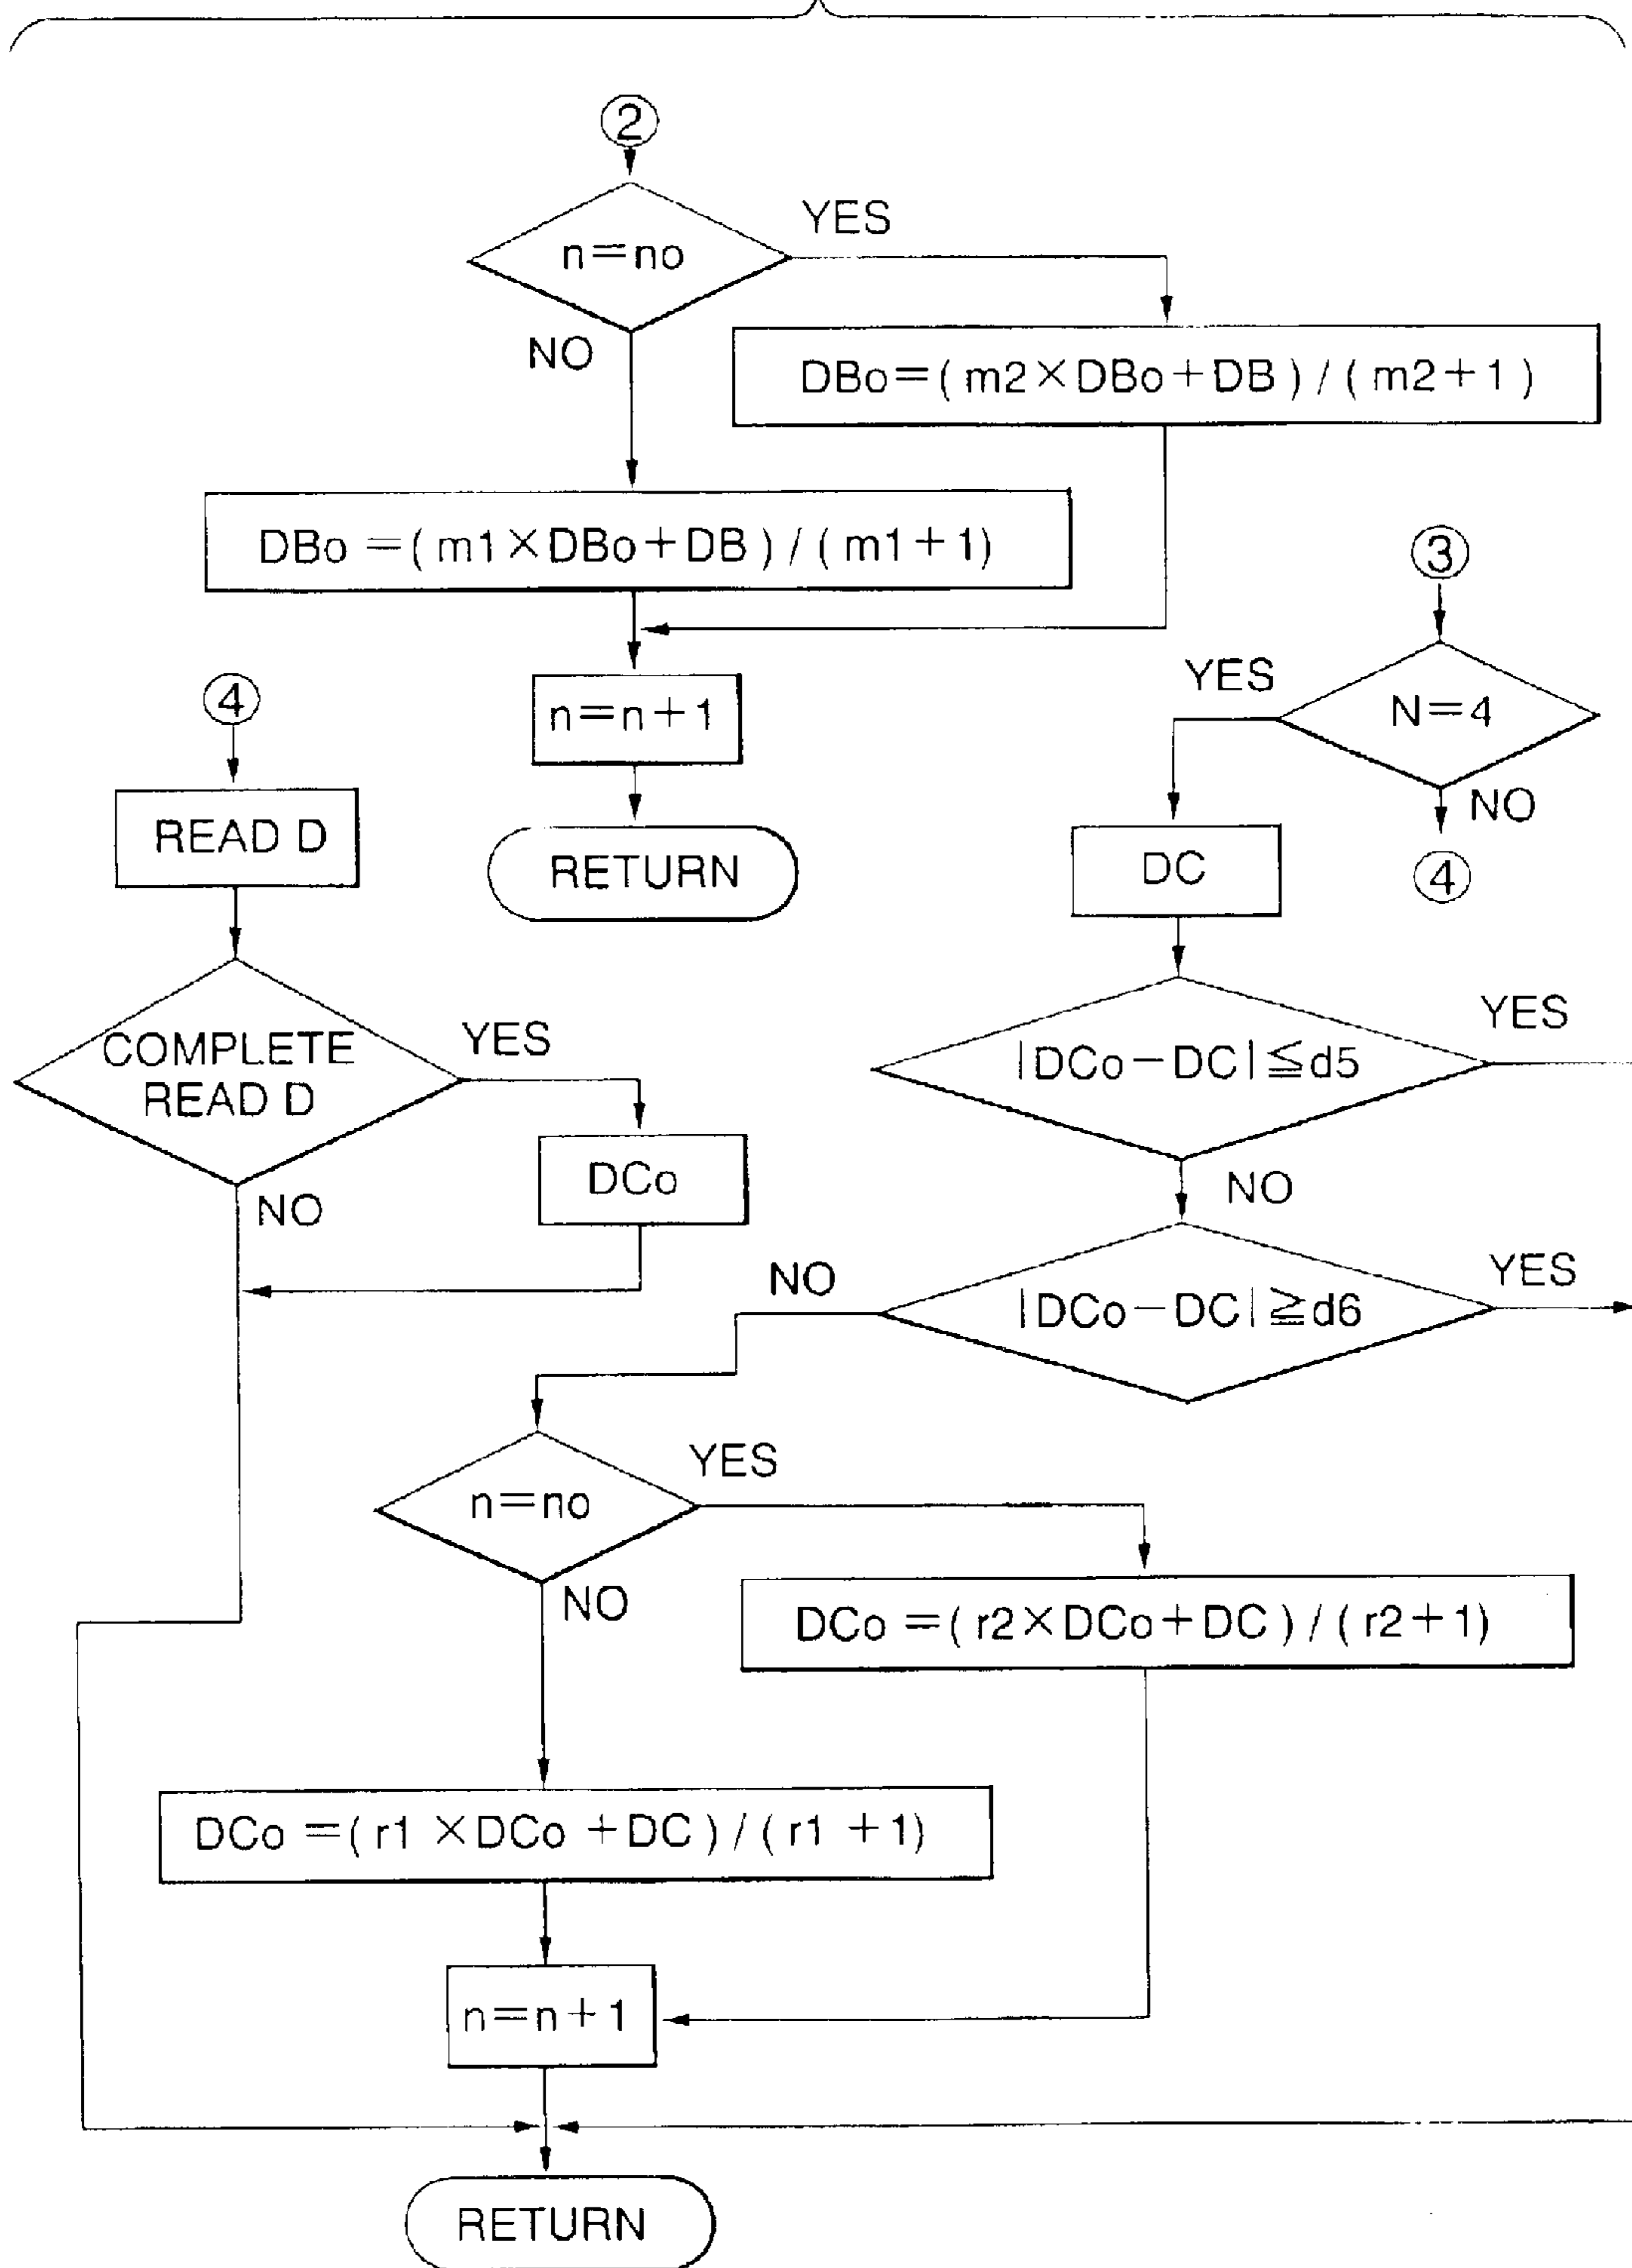 ②
n=no
YES
NO
DBo=(m2×DBo+DB)/(m2+1)
DBo=(m1×DBo+DB)/(m1+1)
n=n+1
RETURN
③
N=4
YES
NO
④
DC
|DCo-DC|≦d5
YES
NO
|DCo-DC|≧d6
YES
NO
④
READ D
COMPLETE
READ D
YES
NO
DCo
n=no
YES
NO
DCo=(r2×DCo+DC)/(r2+1)
DCo=(r1×DCo+DC)/(r1+1)
n=n+1
RETURN